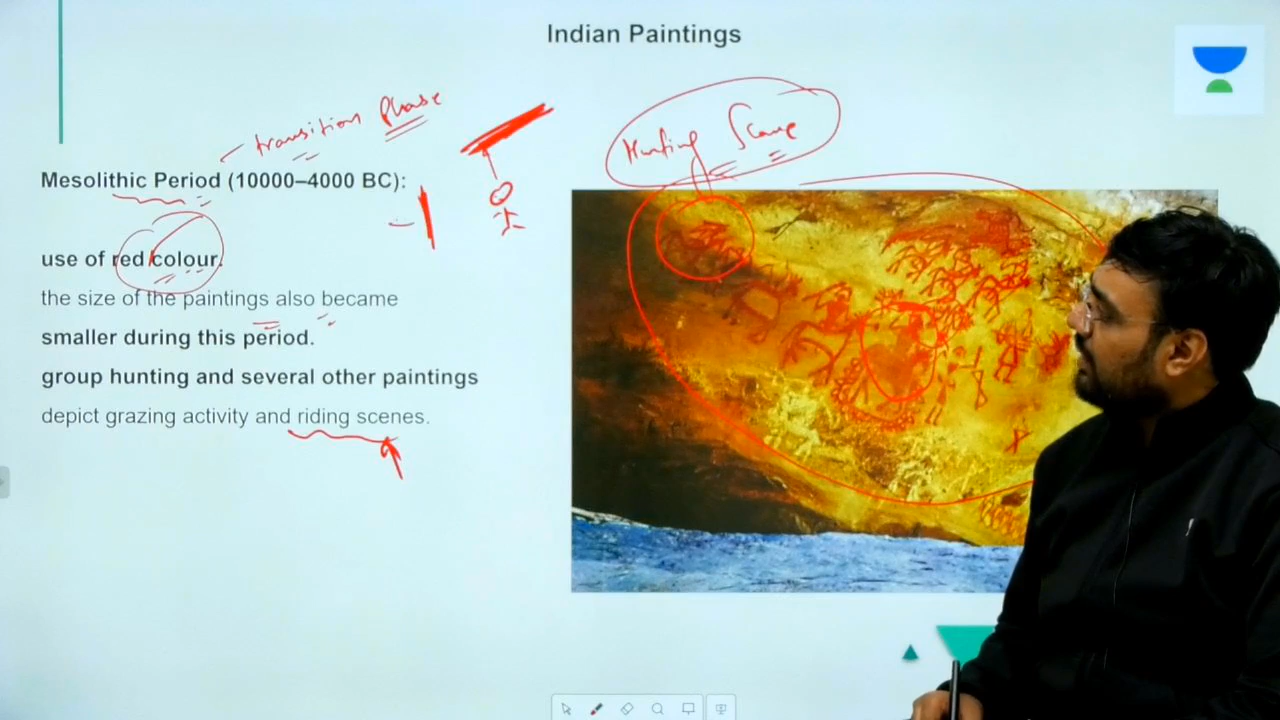 Indian Paintings
transition Phase
Hunting Scene
Mesolithic Period (10000–4000 BC):
use of red colour.
the size of the paintings also became
smaller during this period.
group hunting and several other paintings
depict grazing activity and riding scenes.